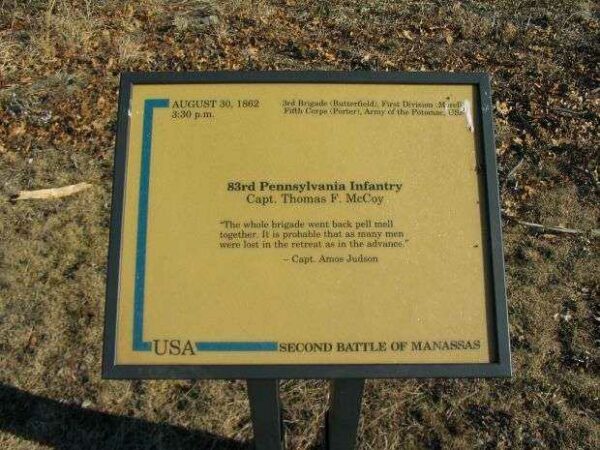 AUGUST 30, 1862
3:30 p.m.
3rd Brigade (Butterfield), First Division (Morell)
Fifth Corps (Porter), Army of the Potomac, USA
83rd Pennsylvania Infantry
Capt. Thomas F. McCoy
"The whole brigade went back pell mell
together. It is probable that as many men
were lost in the retreat as in the advance."
– Capt. Amos Judson
USA
SECOND BATTLE OF MANASSAS